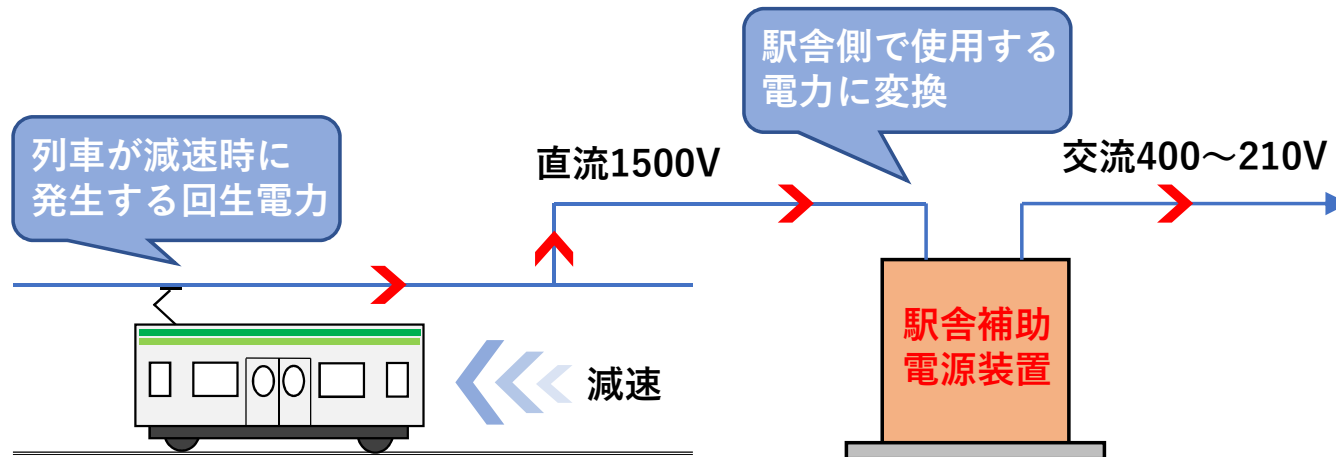 駅舎側で使用する
電力に変換
列車が減速時に
発生する回生電力
直流1500V
交流400～210V
減速
駅舎補助
電源装置